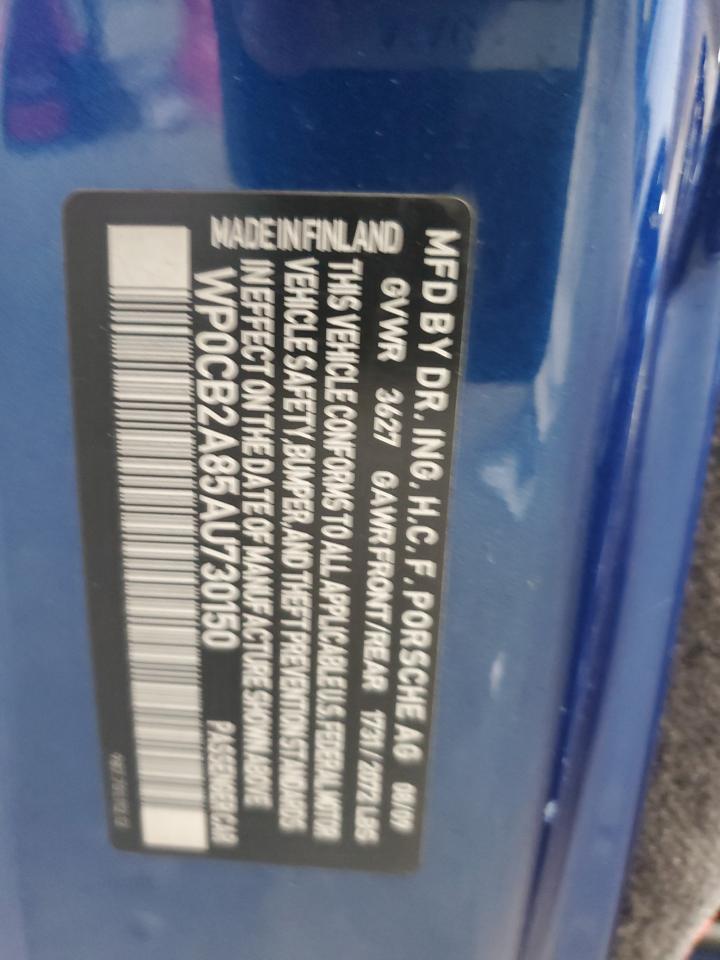 MFD BY DR. ING. H.C. F. PORSCHE AG 08/09
GVWR 3627 GAWR FRONT/REAR 1731/2072 LBS
THIS VEHICLE CONFORMS TO ALL APPLICABLE U.S. FEDERAL MOTOR
VEHICLE SAFETY, BUMPER, AND THEFT PREVENTION STANDARDS
IN EFFECT ON THE DATE OF MANUFACTURE SHOWN ABOVE
WP0CB2A85AU730150 PASSENGER CAR
MADE IN FINLAND